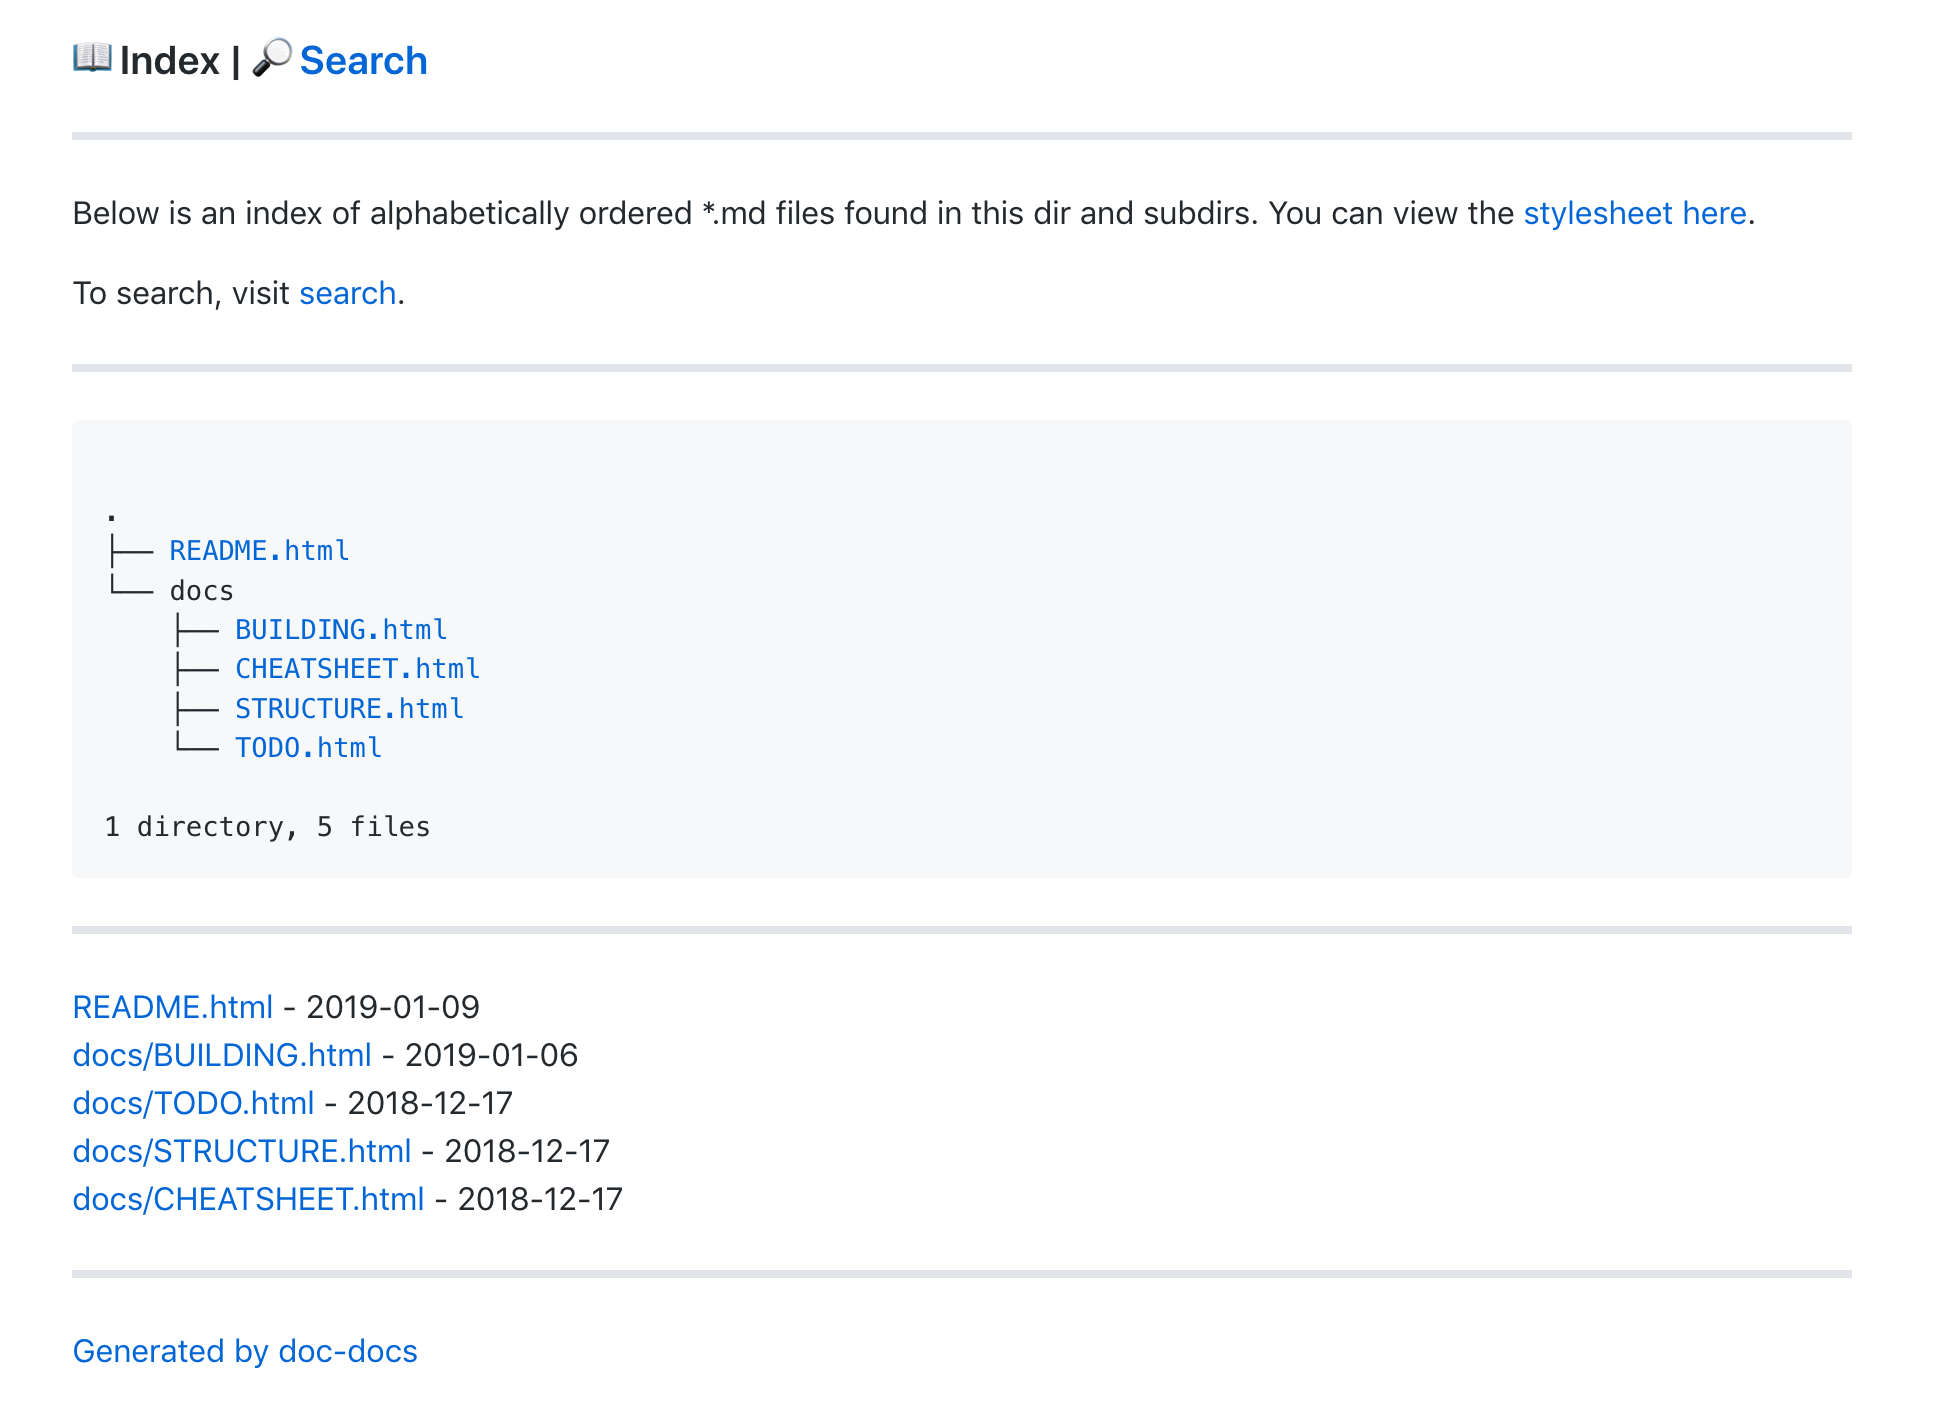 📖 Index | 🔎 Search
Below is an index of alphabetically ordered *.md files found in this dir and subdirs. You can view the stylesheet here.
To search, visit search.
.
├── README.html
└── docs
    ├── BUILDING.html
    ├── CHEATSHEET.html
    ├── STRUCTURE.html
    └── TODO.html
1 directory, 5 files
README.html - 2019-01-09
docs/BUILDING.html - 2019-01-06
docs/TODO.html - 2018-12-17
docs/STRUCTURE.html - 2018-12-17
docs/CHEATSHEET.html - 2018-12-17
Generated by doc-docs